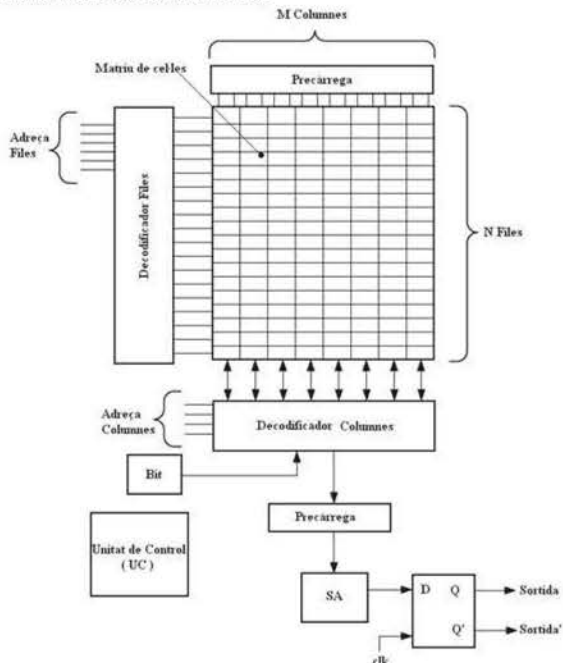 M Columnes
Matriu de cel·les
Precàrrega
Adreça
Files
Decodificador Files
N Files
Adreça
Columnes
Decodificador Columnes
Bit
Precàrrega
Unitat de Control
( UC )
SA
D Q
Q'
Sortida
Sortida'
clk